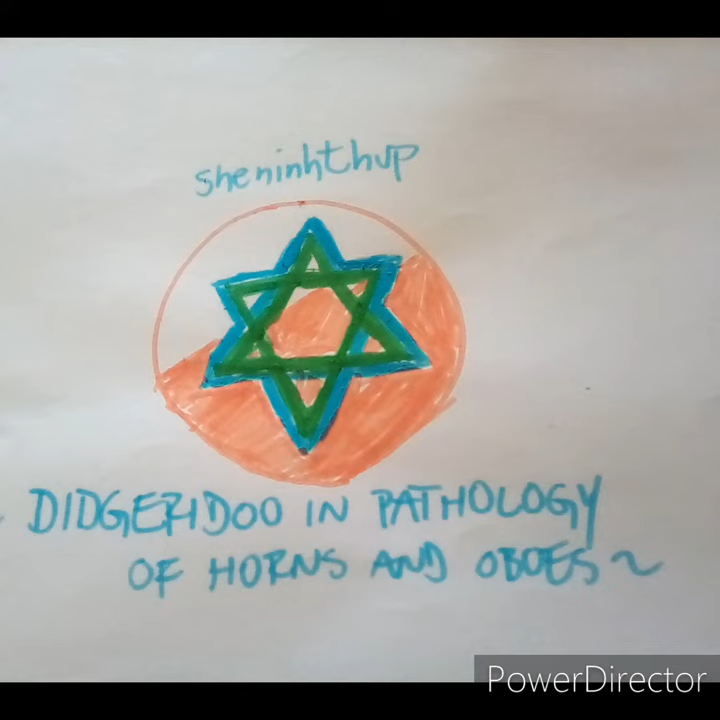 sheninhthup
~ DIDGERIDOO IN PATHOLOGY
OF HORNS AND OBOES ~
PowerDirector